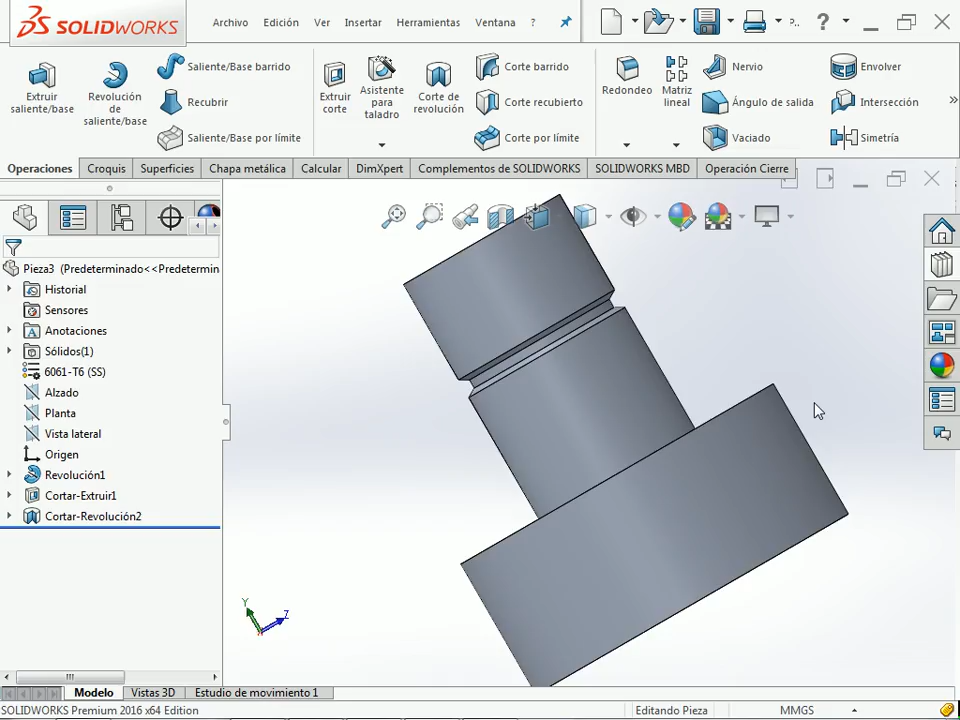 SOLIDWORKS
Archivo Edición Ver Insertar Herramientas Ventana ? P.. ?
Extruir saliente/base
Revolución de saliente/base
Saliente/Base barrido
Recubrir
Saliente/Base por límite
Extruir corte
Asistente para taladro
Corte de revolución
Corte barrido
Corte recubierto
Corte por límite
Redondeo
Matriz lineal
Nervio
Ángulo de salida
Vaciado
Envolver
Intersección
Simetría
»
Operaciones Croquis Superficies Chapa metálica Calcular DimXpert Complementos de SOLIDWORKS SOLIDWORKS MBD Operación Cierre
Pieza3 (Predeterminado<<Predetermin
Historial
Sensores
A Anotaciones
Sólidos(1)
6061-T6 (SS)
Alzado
Planta
Vista lateral
Origen
Revolución1
Cortar-Extruir1
Cortar-Revolución2
Y
Z
Modelo Vistas 3D Estudio de movimiento 1
SOLIDWORKS Premium 2016 x64 Edition Editando Pieza MMGS